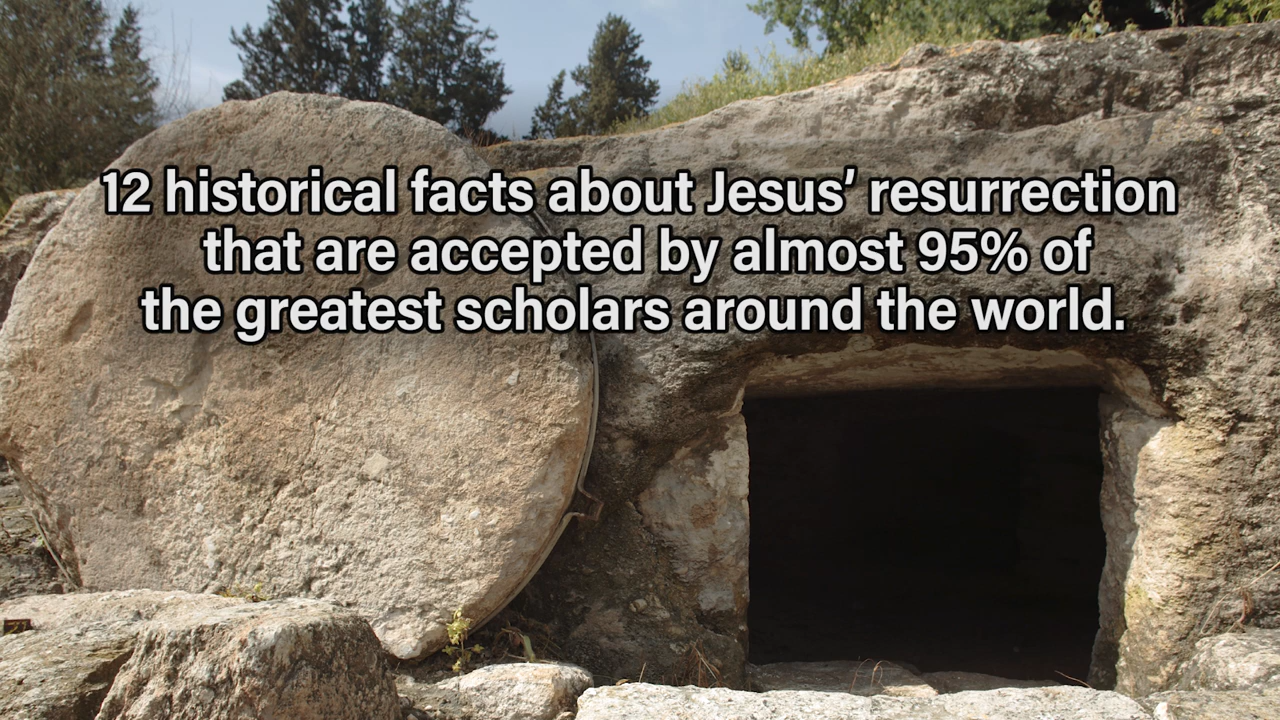 12 historical facts about Jesus’ resurrection
that are accepted by almost 95% of
the greatest scholars around the world.